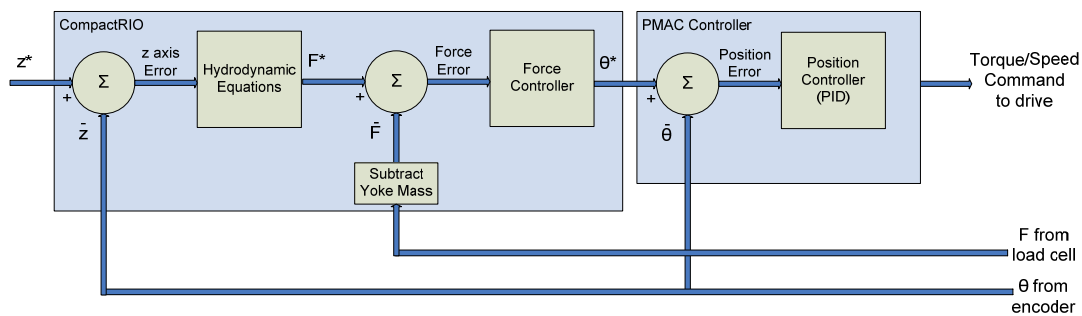 CompactRIO
PMAC Controller
z*
+
z̄
Σ
z axis
Error
Hydrodynamic
Equations
F*
+
F̄
Σ
Force
Error
Force
Controller
Subtract
Yoke Mass
θ*
+
θ̄
Σ
Position
Error
Position
Controller
(PID)
Torque/Speed
Command
to drive
F from
load cell
θ from
encoder